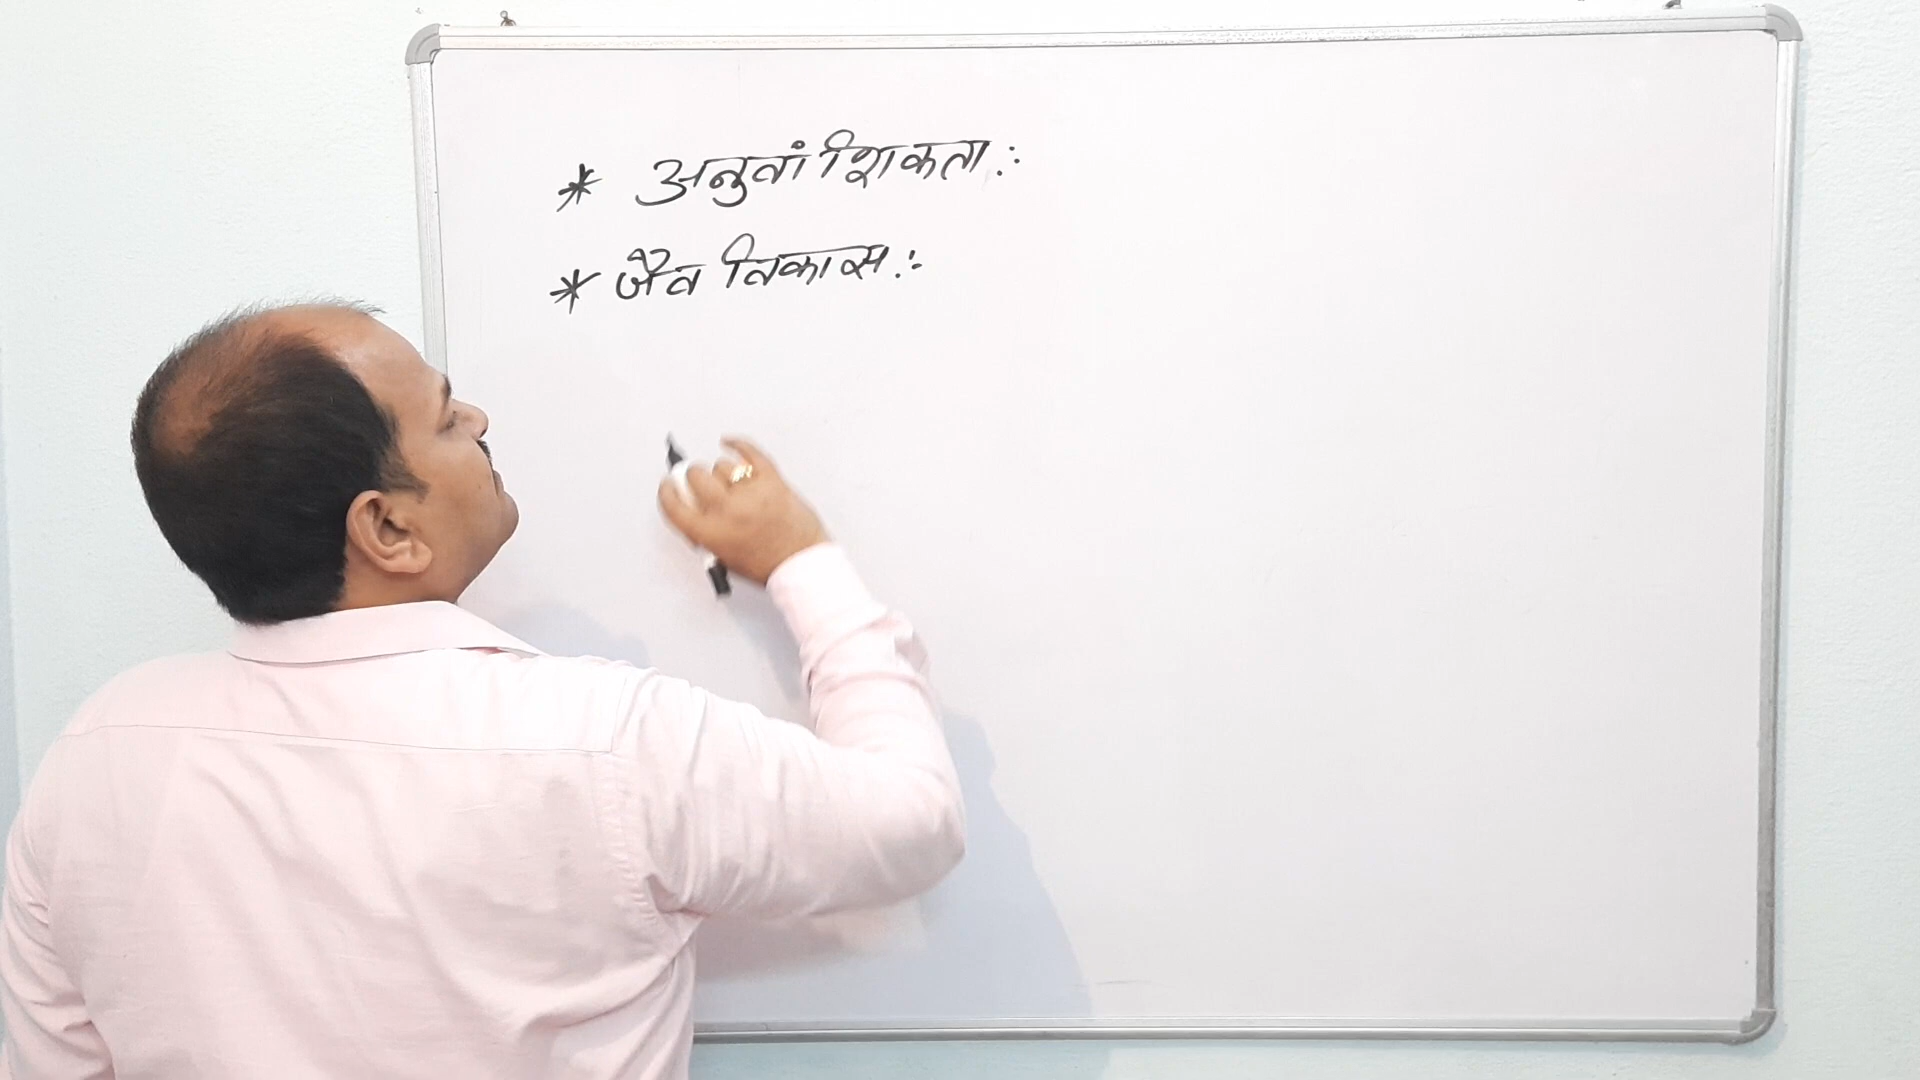 * अनुवांशिकता :-
* जैव विकास :-